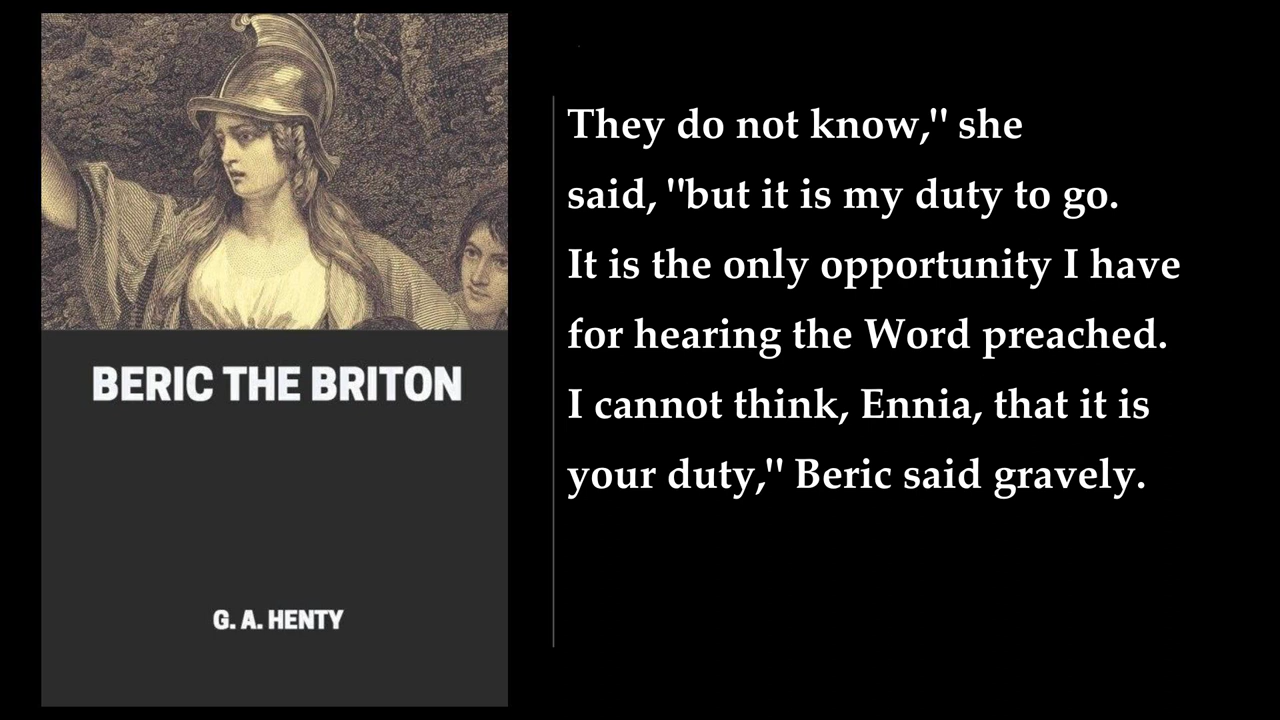 BERIC THE BRITON
G. A. HENTY
They do not know," she
said, "but it is my duty to go.
It is the only opportunity I have
for hearing the Word preached.
I cannot think, Ennia, that it is
your duty," Beric said gravely.